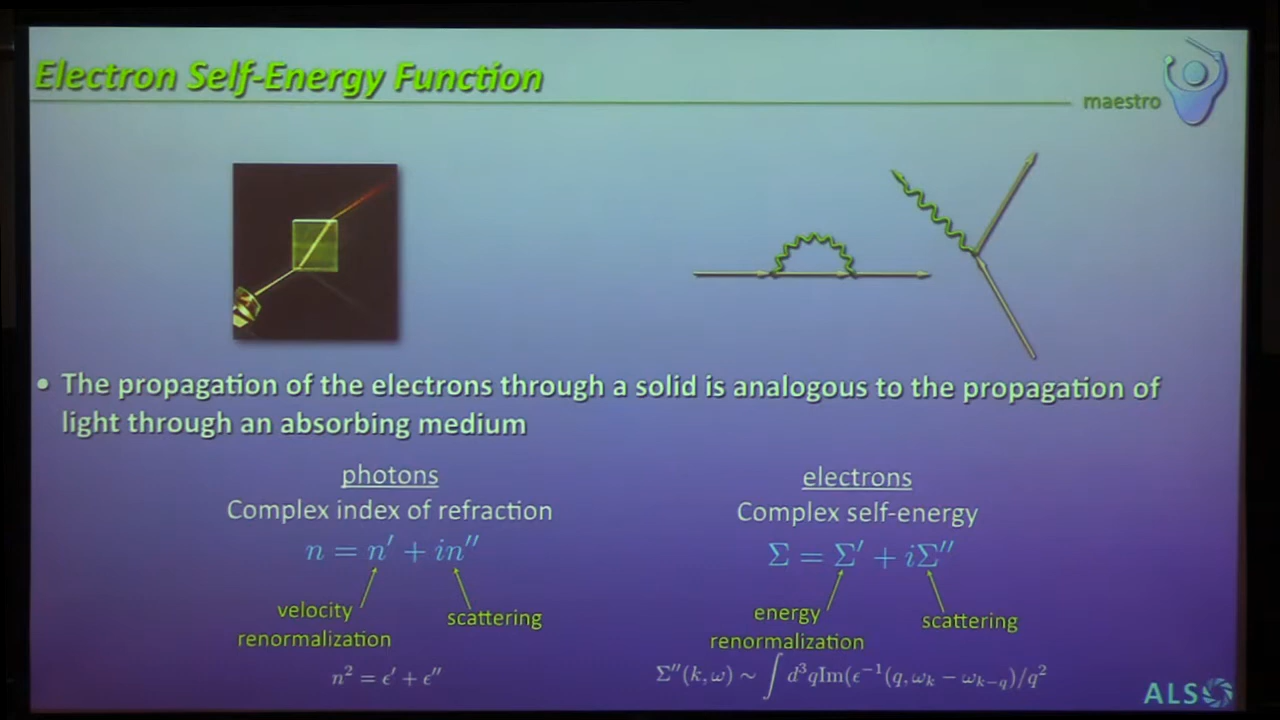 Electron Self-Energy Function
maestro
• The propagation of the electrons through a solid is analogous to the propagation of
light through an absorbing medium
photons
Complex index of refraction
n = n′ + in″
velocity
renormalization
scattering
n² = ϵ′ + ϵ″
electrons
Complex self-energy
Σ = Σ′ + iΣ″
energy
renormalization
scattering
Σ″(k, ω) ~ ∫ d³qIm(ϵ⁻¹(q, ωₖ − ωₖ₋q)/q²
ALS